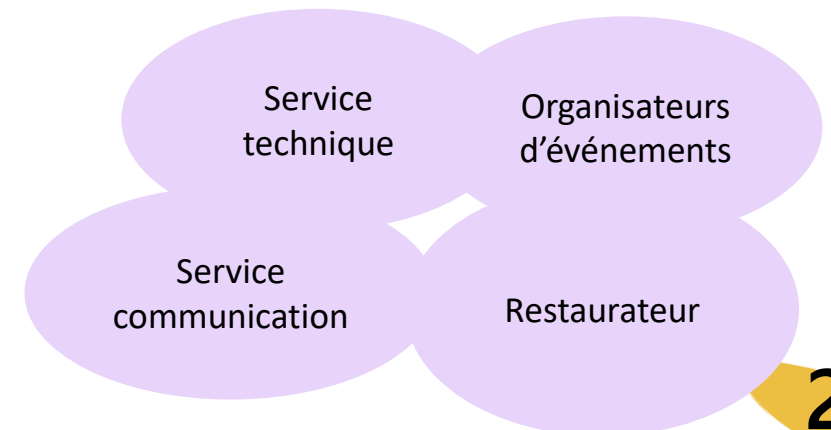 Service
technique
Organisateurs
d’événements
Service
communication
Restaurateur
2